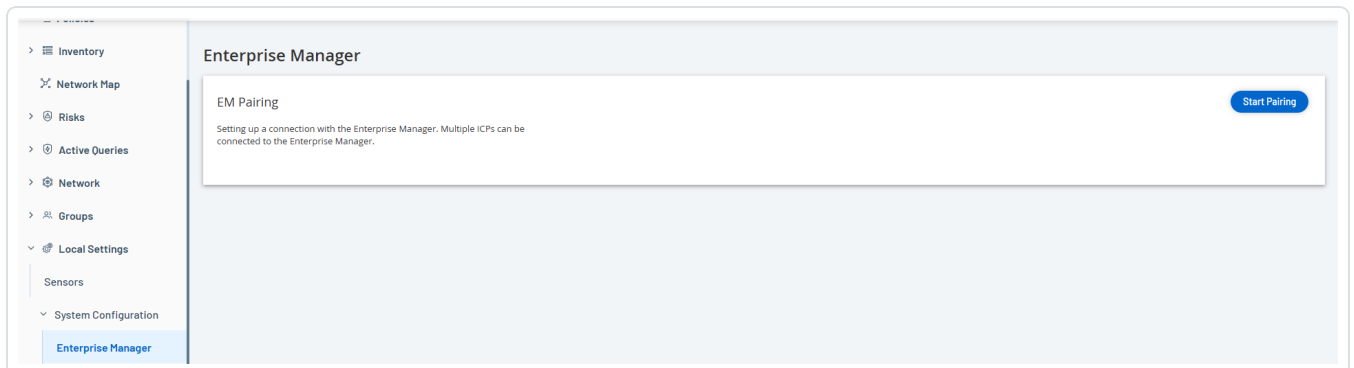 Policies
Inventory
Network Map
Risks
Active Queries
Network
Groups
Local Settings
Sensors
System Configuration
Enterprise Manager
Enterprise Manager
EM Pairing
Start Pairing
Setting up a connection with the Enterprise Manager. Multiple ICPs can be
connected to the Enterprise Manager.